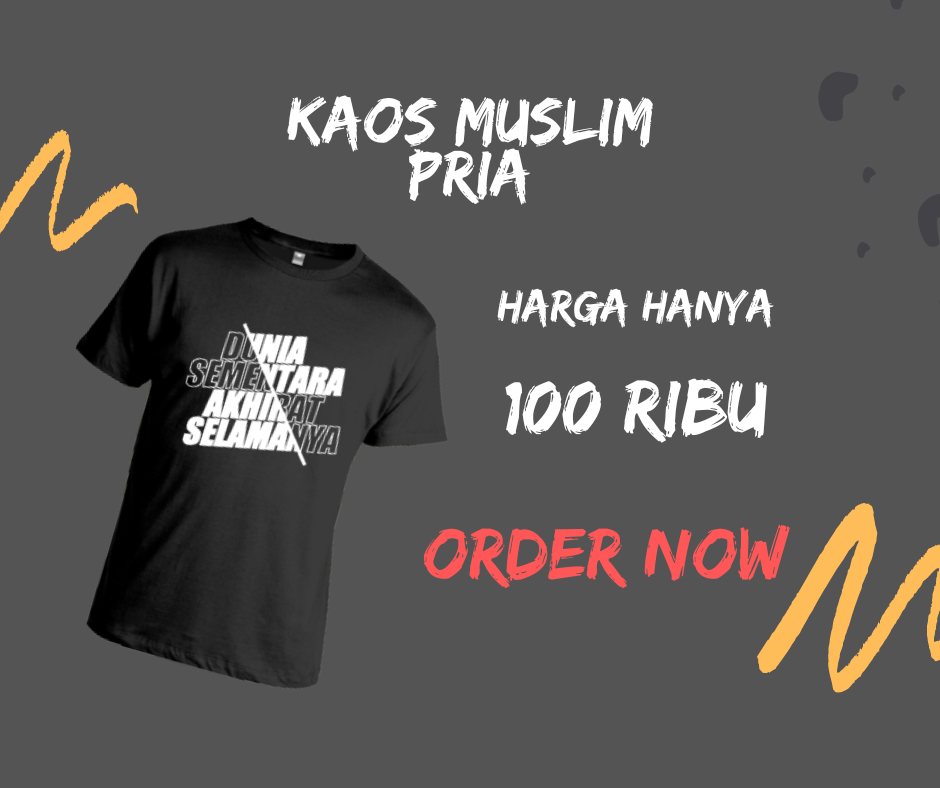 KAOS MUSLIM
PRIA
DUNIA
SEMENTARA
AKHIRAT
SELAMANYA
HARGA HANYA
100 RIBU
ORDER NOW